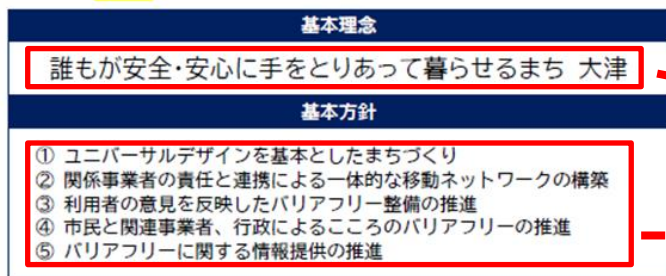 基本理念
誰もが安全・安心に手をとりあって暮らせるまち 大津
基本方針
① ユニバーサルデザインを基本としたまちづくり
② 関係事業者の責任と連携による一体的な移動ネットワークの構築
③ 利用者の意見を反映したバリアフリー整備の推進
④ 市民と関連事業者、行政によるこころのバリアフリーの推進
⑤ バリアフリーに関する情報提供の推進